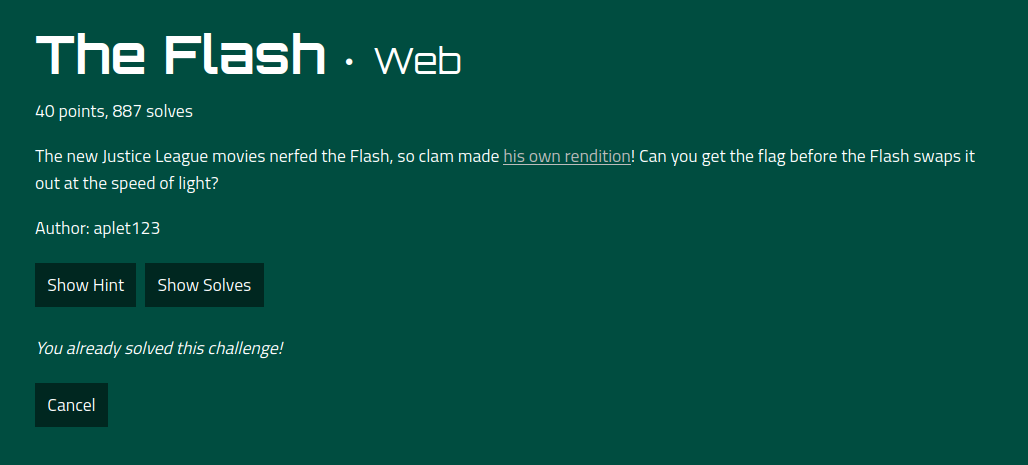 The Flash · Web
40 points, 887 solves
The new Justice League movies nerfed the Flash, so clam made his own rendition! Can you get the flag before the Flash swaps it
out at the speed of light?
Author: aplet123
Show Hint Show Solves
You already solved this challenge!
Cancel